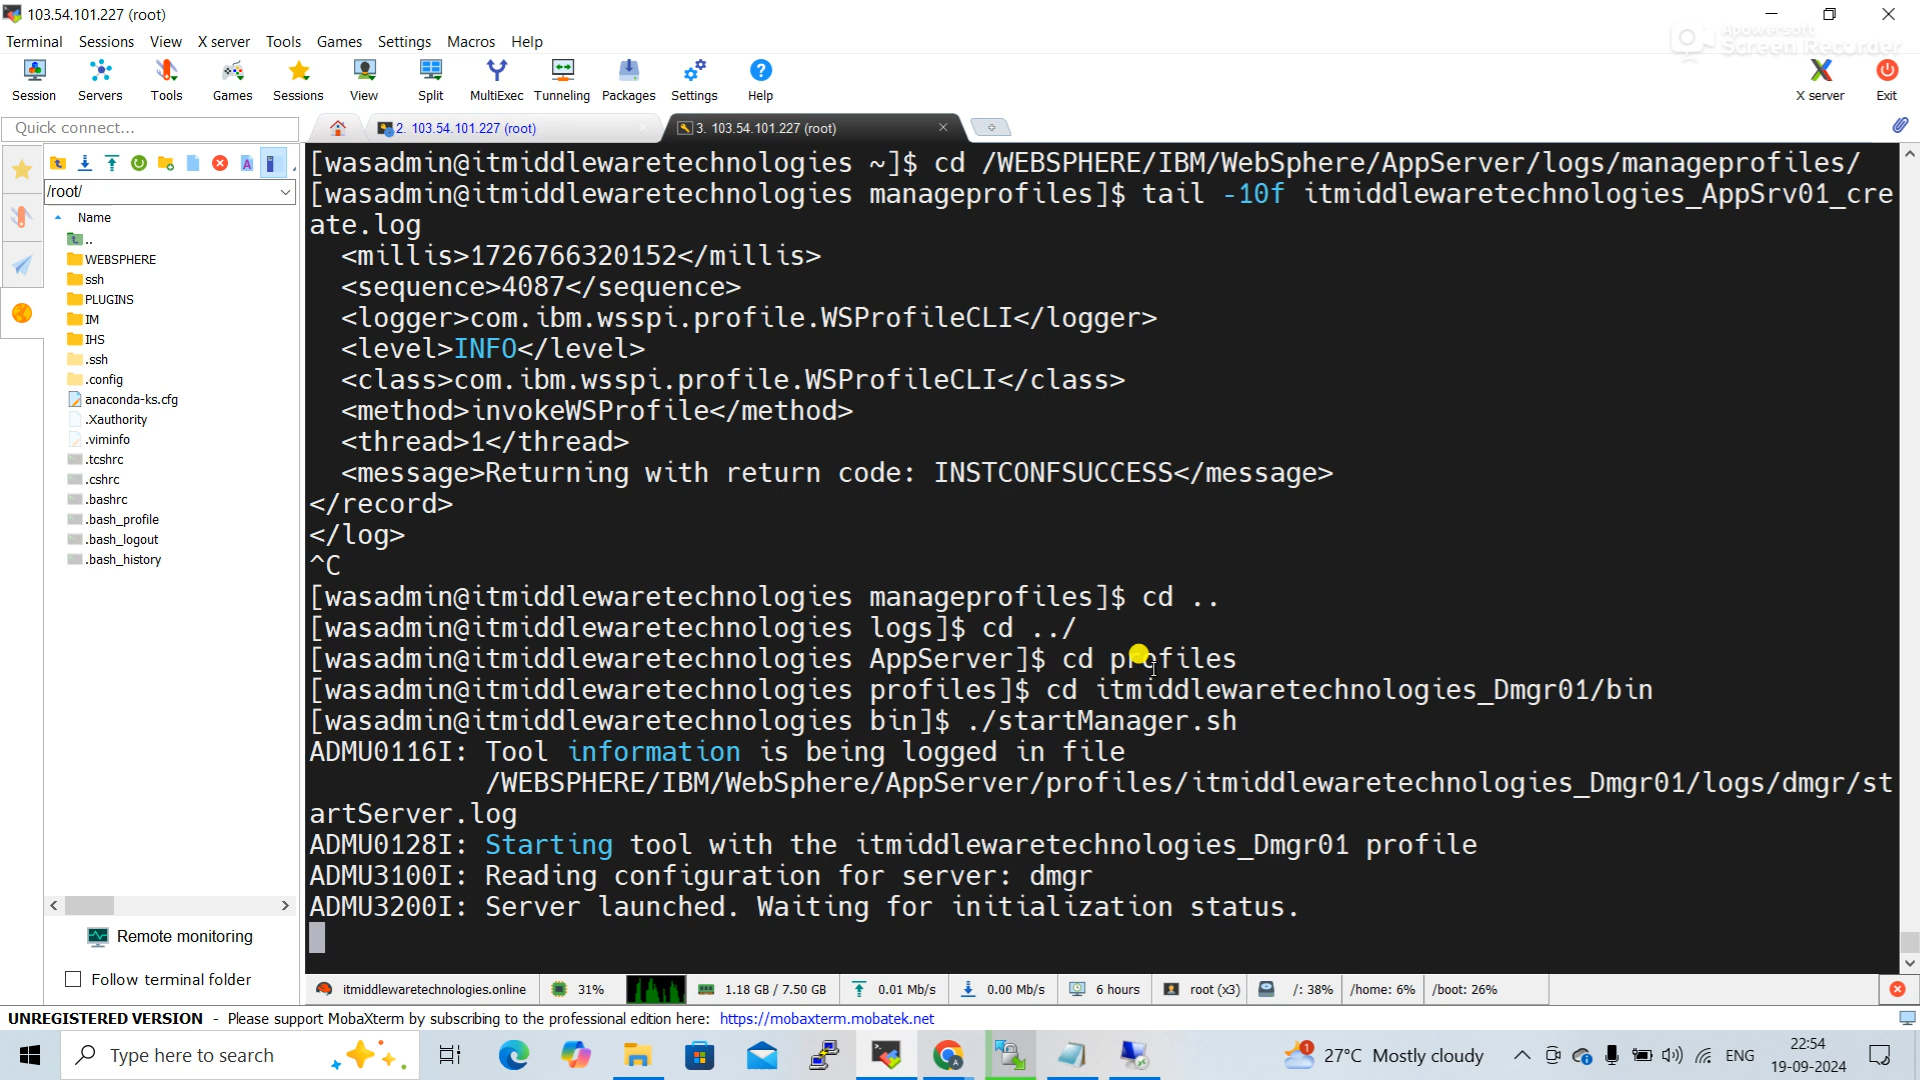 103.54.101.227 (root)
Apowersoft
Screen Recorder
Terminal Sessions View X server Tools Games Settings Macros Help
Session Servers Tools Games Sessions View Split MultiExec Tunneling Packages Settings Help X server Exit
Quick connect...
2. 103.54.101.227 (root)
3. 103.54.101.227 (root)
/root/
Name
..
WEBSPHERE
ssh
PLUGINS
IM
IHS
.ssh
.config
anaconda-ks.cfg
.Xauthority
.viminfo
.tcshrc
.cshrc
.bashrc
.bash_profile
.bash_logout
.bash_history
Remote monitoring
Follow terminal folder
[wasadmin@itmiddlewaretechnologies ~]$ cd /WEBSPHERE/IBM/WebSphere/AppServer/logs/manageprofiles/
[wasadmin@itmiddlewaretechnologies manageprofiles]$ tail -10f itmiddlewaretechnologies_AppSrv01_cre
ate.log
<millis>1726766320152</millis>
<sequence>4087</sequence>
<logger>com.ibm.wsspi.profile.WSProfileCLI</logger>
<level>INFO</level>
<class>com.ibm.wsspi.profile.WSProfileCLI</class>
<method>invokeWSProfile</method>
<thread>1</thread>
<message>Returning with return code: INSTCONFSUCCESS</message>
</record>
</log>
^C
[wasadmin@itmiddlewaretechnologies manageprofiles]$ cd ..
[wasadmin@itmiddlewaretechnologies logs]$ cd ../
[wasadmin@itmiddlewaretechnologies AppServer]$ cd profiles
[wasadmin@itmiddlewaretechnologies profiles]$ cd itmiddlewaretechnologies_Dmgr01/bin
[wasadmin@itmiddlewaretechnologies bin]$ ./startManager.sh
ADMU0116I: Tool information is being logged in file
/WEBSPHERE/IBM/WebSphere/AppServer/profiles/itmiddlewaretechnologies_Dmgr01/logs/dmgr/st
artServer.log
ADMU0128I: Starting tool with the itmiddlewaretechnologies_Dmgr01 profile
ADMU3100I: Reading configuration for server: dmgr
ADMU3200I: Server launched. Waiting for initialization status.
itmiddlewaretechnologies.online 31% 1.18 GB / 7.50 GB 0.01 Mb/s 0.00 Mb/s 6 hours root (x3) /: 38% /home: 6% /boot: 26%
UNREGISTERED VERSION - Please support MobaXterm by subscribing to the professional edition here: https://mobaxterm.mobatek.net
Type here to search
27°C Mostly cloudy
ENG
22:54
19-09-2024